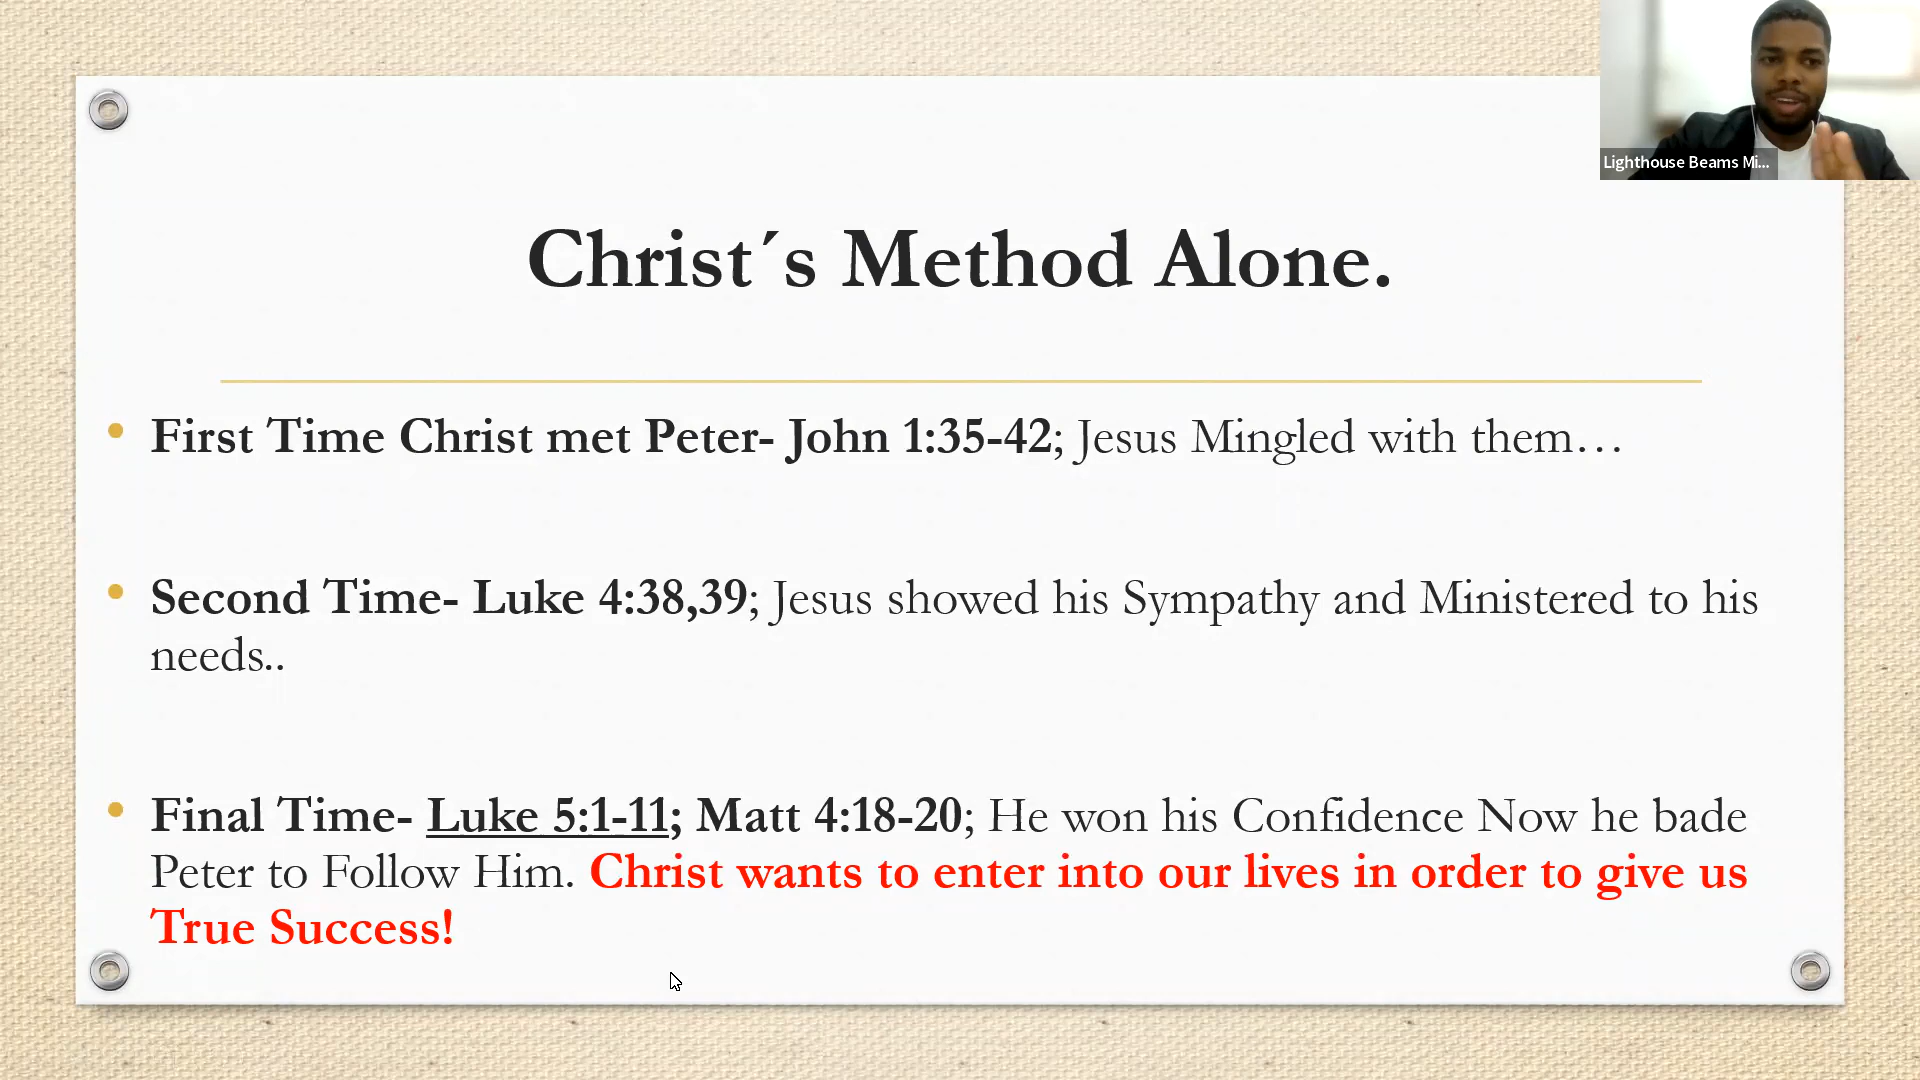 Lighthouse Beams Mi...
Christ´s Method Alone.
• First Time Christ met Peter- John 1:35-42; Jesus Mingled with them…
• Second Time- Luke 4:38,39; Jesus showed his Sympathy and Ministered to his
needs..
• Final Time- Luke 5:1-11; Matt 4:18-20; He won his Confidence Now he bade
Peter to Follow Him. Christ wants to enter into our lives in order to give us
True Success!